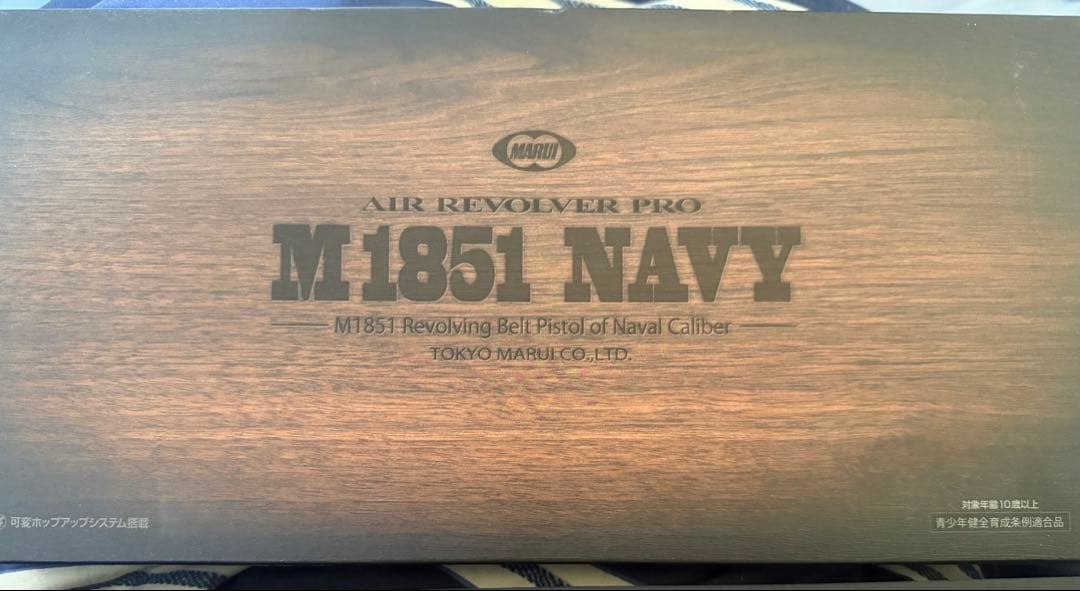 MARUI
AIR REVOLVER PRO
M1851 NAVY
M1851 Revolving Belt Pistol of Naval Caliber
TOKYO MARUI CO.,LTD.
対象年齢10歳以上
可変ホップアップシステム搭載
青少年健全育成条例適合品